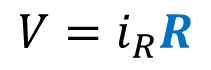 V = i_R R